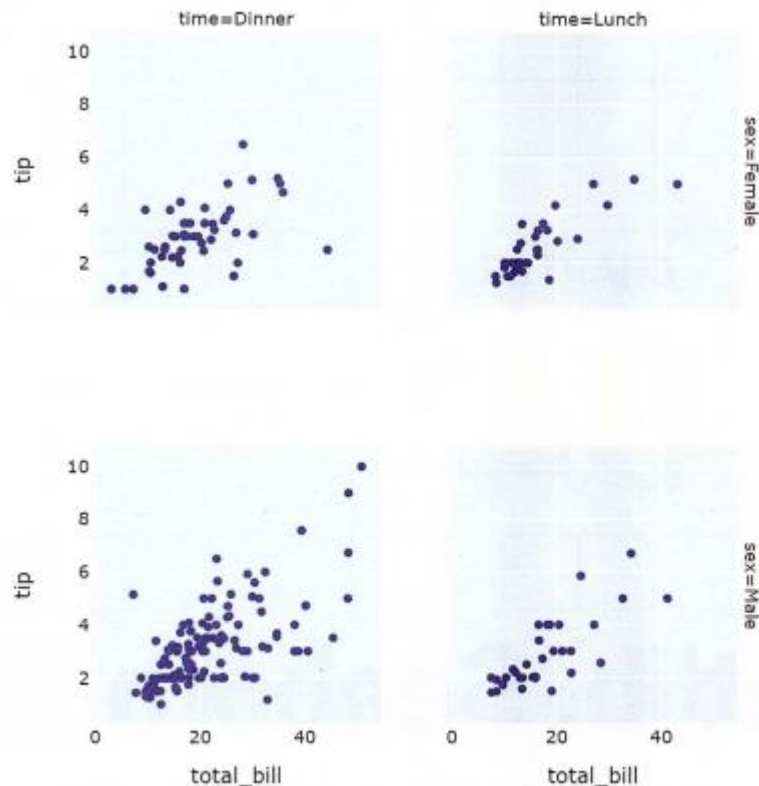 time=Dinner
time=Lunch
10
8
6
4
2
tip
sex=Female
10
8
6
4
2
tip
sex=Male
0
20
40
0
20
40
total_bill
total_bill